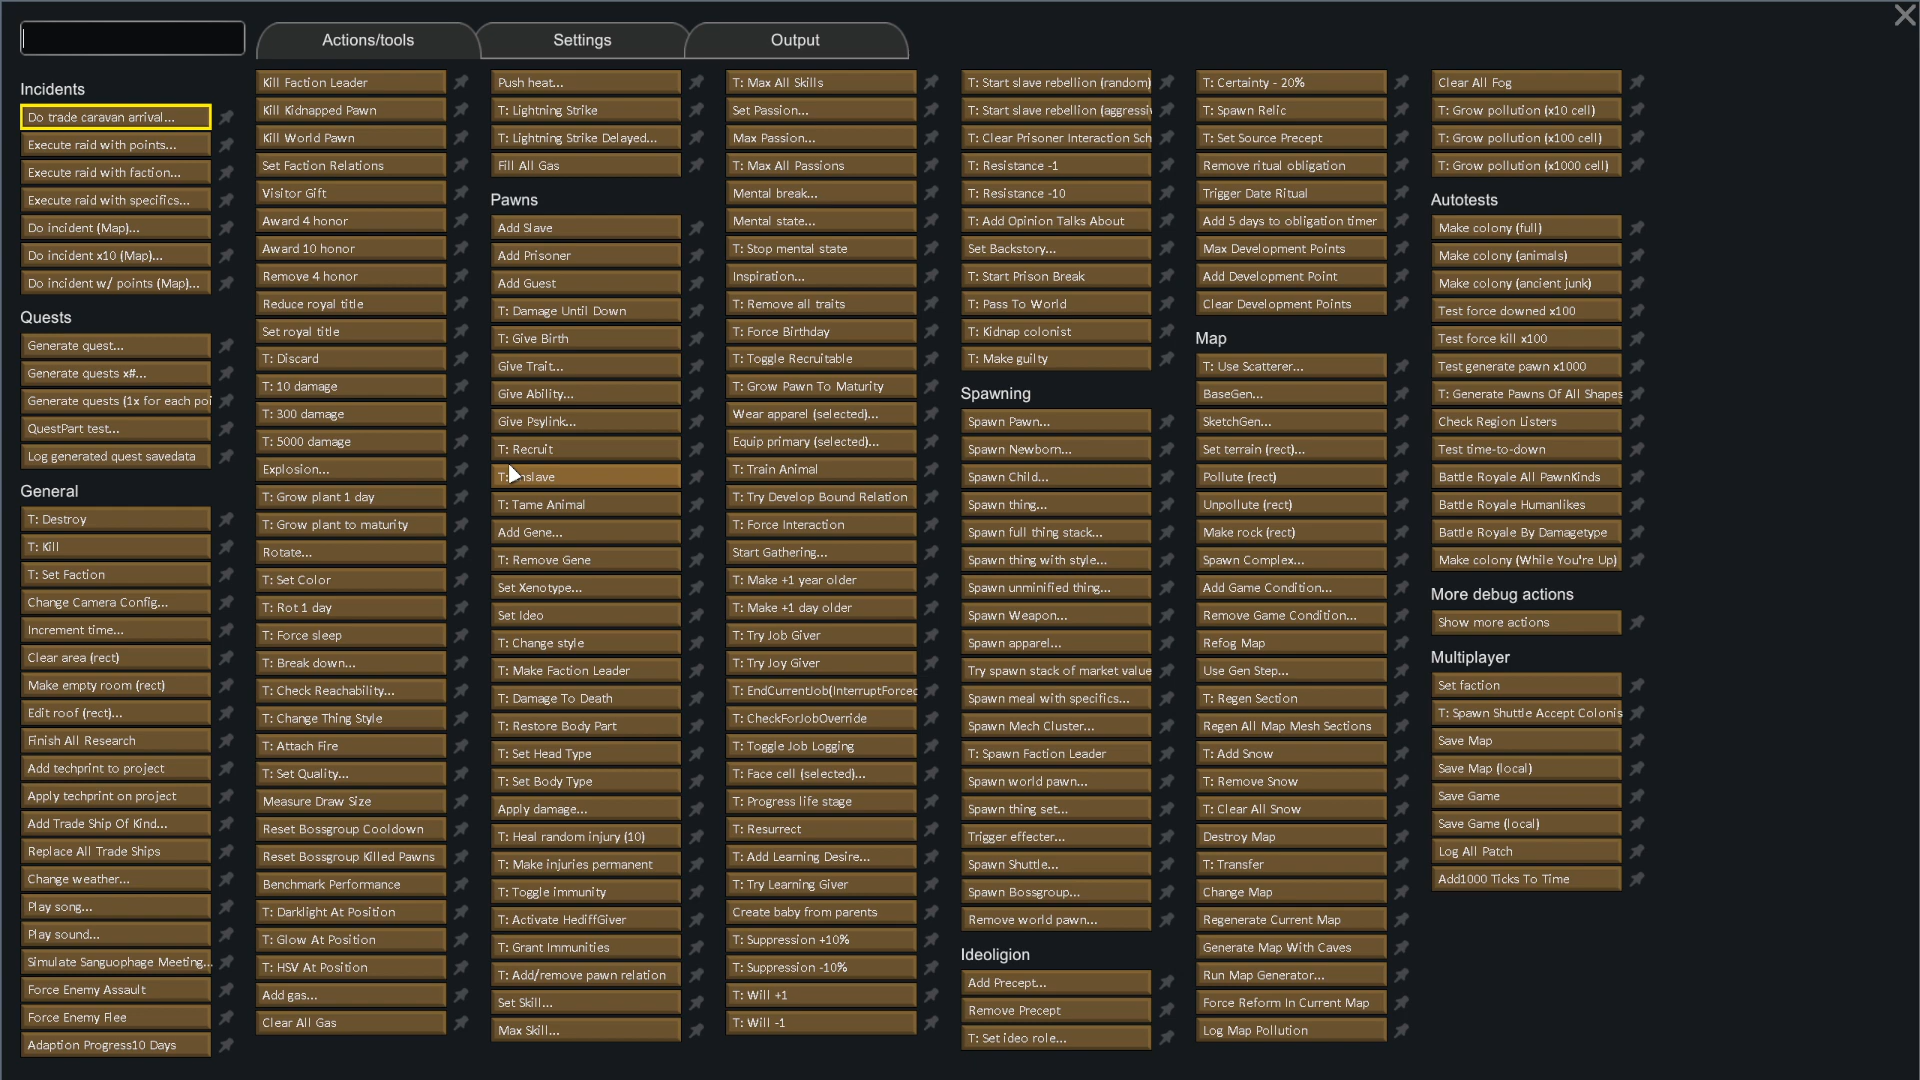 Actions/tools
Settings
Output
Incidents
Do trade caravan arrival...
Execute raid with points...
Execute raid with faction...
Execute raid with specifics...
Do incident (Map)...
Do incident x10 (Map)...
Do incident w/ points (Map)...
Quests
Generate quest...
Generate quests x#...
Generate quests (1x for each poi
QuestPart test...
Log generated quest savedata
General
T: Destroy
T: Kill
T: Set Faction
Change Camera Config...
Increment time...
Clear area (rect)
Make empty room (rect)
Edit roof (rect)...
Finish All Research
Add techprint to project
Apply techprint on project
Add Trade Ship Of Kind...
Replace All Trade Ships
Change weather...
Play song...
Play sound...
Simulate Sanguophage Meeting...
Force Enemy Assault
Force Enemy Flee
Adaption Progress10 Days
Kill Faction Leader
Kill Kidnapped Pawn
Kill World Pawn
Set Faction Relations
Visitor Gift
Award 4 honor
Award 10 honor
Remove 4 honor
Reduce royal title
Set royal title
T: Discard
T: 10 damage
T: 300 damage
T: 5000 damage
Explosion...
T: Grow plant 1 day
T: Grow plant to maturity
Rotate...
T: Set Color
T: Rot 1 day
T: Force sleep
T: Break down...
T: Check Reachability...
T: Change Thing Style
T: Attach Fire
T: Set Quality...
Measure Draw Size
Reset Bossgroup Cooldown
Reset Bossgroup Killed Pawns
Benchmark Performance
T: Darklight At Position
T: Glow At Position
T: HSV At Position
Add gas...
Clear All Gas
Push heat...
T: Lightning Strike
T: Lightning Strike Delayed...
Fill All Gas
Pawns
Add Slave
Add Prisoner
Add Guest
T: Damage Until Down
T: Give Birth
Give Trait...
Give Ability...
Give Psylink...
T: Recruit
T: nslave
T: Tame Animal
Add Gene...
T: Remove Gene
Set Xenotype...
Set Ideo
T: Change style
T: Make Faction Leader
T: Damage To Death
T: Restore Body Part
T: Set Head Type
T: Set Body Type
Apply damage...
T: Heal random injury (10)
T: Make injuries permanent
T: Toggle immunity
T: Activate HediffGiver
T: Grant Immunities
T: Add/remove pawn relation
Set Skill...
Max Skill...
T: Max All Skills
Set Passion...
Max Passion...
T: Max All Passions
Mental break...
Mental state...
T: Stop mental state
Inspiration...
T: Remove all traits
T: Force Birthday
T: Toggle Recruitable
T: Grow Pawn To Maturity
Wear apparel (selected)...
Equip primary (selected)...
T: Train Animal
T: Try Develop Bound Relation
T: Force Interaction
Start Gathering...
T: Make +1 year older
T: Make +1 day older
T: Try Job Giver
T: Try Joy Giver
T: EndCurrentJob(InterruptForced
T: CheckForJobOverride
T: Toggle Job Logging
T: Face cell (selected)...
T: Progress life stage
T: Resurrect
T: Add Learning Desire...
T: Try Learning Giver
Create baby from parents
T: Suppression +10%
T: Suppression -10%
T: Will +1
T: Will -1
T: Start slave rebellion (random)
T: Start slave rebellion (aggressiv
T: Clear Prisoner Interaction Sch
T: Resistance -1
T: Resistance -10
T: Add Opinion Talks About
Set Backstory...
T: Start Prison Break
T: Pass To World
T: Kidnap colonist
T: Make guilty
Spawning
Spawn Pawn...
Spawn Newborn...
Spawn Child...
Spawn thing...
Spawn full thing stack...
Spawn thing with style...
Spawn unminified thing...
Spawn Weapon...
Spawn apparel...
Try spawn stack of market value
Spawn meal with specifics...
Spawn Mech Cluster...
T: Spawn Faction Leader
Spawn world pawn...
Spawn thing set...
Trigger effecter...
Spawn Shuttle...
Spawn Bossgroup...
Remove world pawn...
Ideoligion
Add Precept...
Remove Precept
T: Set ideo role...
T: Certainty - 20%
T: Spawn Relic
T: Set Source Precept
Remove ritual obligation
Trigger Date Ritual
Add 5 days to obligation timer
Max Development Points
Add Development Point
Clear Development Points
Map
T: Use Scatterer...
BaseGen...
SketchGen...
Set terrain (rect)...
Pollute (rect)
Unpollute (rect)
Make rock (rect)
Spawn Complex...
Add Game Condition...
Remove Game Condition...
Refog Map
Use Gen Step...
T: Regen Section
Regen All Map Mesh Sections
T: Add Snow
T: Remove Snow
T: Clear All Snow
Destroy Map
T: Transfer
Change Map
Regenerate Current Map
Generate Map With Caves
Run Map Generator...
Force Reform In Current Map
Log Map Pollution
Clear All Fog
T: Grow pollution (x10 cell)
T: Grow pollution (x100 cell)
T: Grow pollution (x1000 cell)
Autotests
Make colony (full)
Make colony (animals)
Make colony (ancient junk)
Test force downed x100
Test force kill x100
Test generate pawn x1000
T: Generate Pawns Of All Shapes
Check Region Listers
Test time-to-down
Battle Royale All PawnKinds
Battle Royale Humanlikes
Battle Royale By Damagetype
Make colony (While You're Up)
More debug actions
Show more actions
Multiplayer
Set faction
T: Spawn Shuttle Accept Colonis
Save Map
Save Map (local)
Save Game
Save Game (local)
Log All Patch
Add1000 Ticks To Time